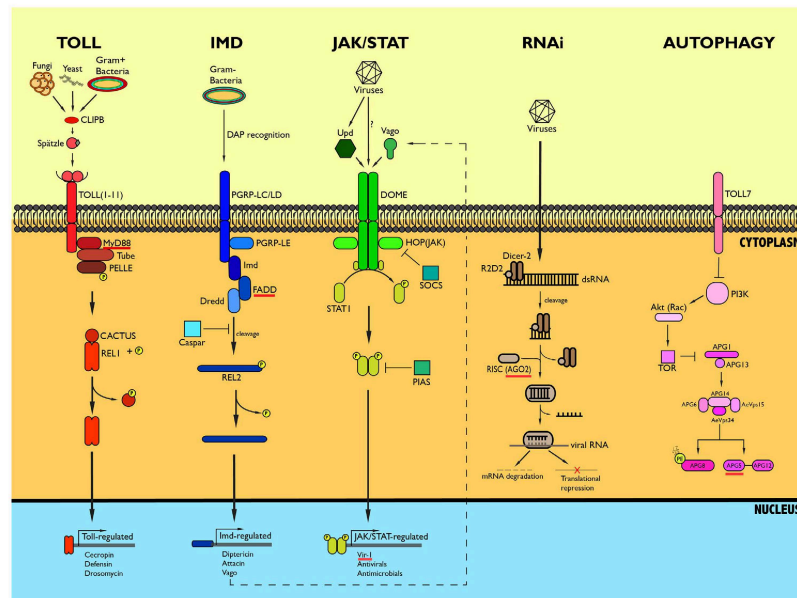 TOLL
IMD
JAK/STAT
RNAi
AUTOPHAGY
Fungi
Yeast
Gram+
Bacteria
CLIPB
Spätzle
TOLL(1-11)
MyD88
Tube
PELLE
P
CACTUS
REL1 + P
P
Toll-regulated
Cecropin
Defensin
Drosomycin
Gram-
Bacteria
DAP recognition
PGRP-LC/LD
PGRP-LE
Imd
FADD
Dredd
Caspar
cleavage
P
REL2
P
Imd-regulated
Diptericin
Attacin
Vago
Viruses
?
Upd
Vago
DOME
HOP(JAK)
SOCS
STAT1
P
P P
PIAS
P P
JAK/STAT-regulated
Vir-1
Antivirals
Antimicrobials
Viruses
Dicer-2
R2D2
dsRNA
cleavage
RISC (AGO2)
viral RNA
mRNA degradation
Translational
repression
TOLL7
CYTOPLASM
PI3K
Akt (Rac)
TOR
APG1
APG13
APG14
APG6
AeVps15
AeVps34
PE
APG8
APG5
APG12
NUCLEUS